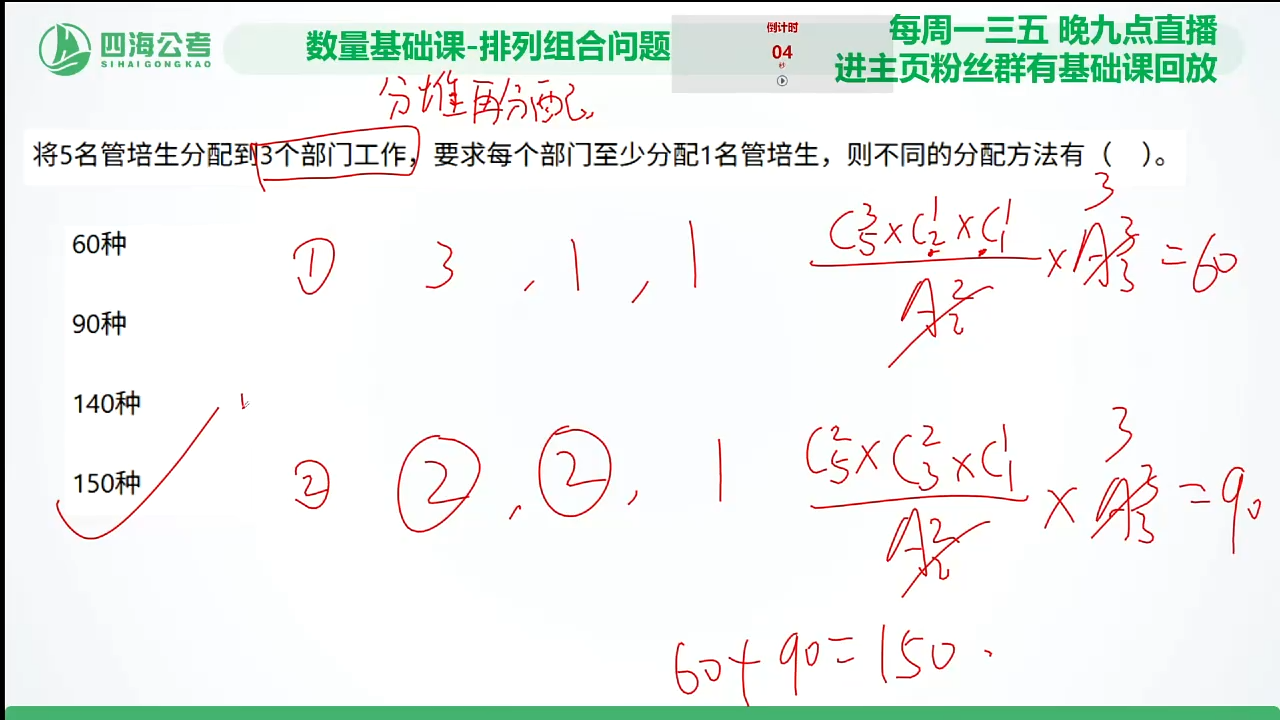 四海公考
SIHAIGONGKAO
数量基础课-排列组合问题
倒计时
04
秒
每周一三五 晚九点直播
进主页粉丝群有基础课回放
分堆再分配
将5名管培生分配到3个部门工作，要求每个部门至少分配1名管培生，则不同的分配方法有（ ）。
60种
90种
140种
150种
① 3 , 1 , 1
C₅³×C₂¹×C₁¹
A₂²
×A₃³=60
3
② 2 , 2 , 1
C₅²×C₃²×C₁¹
A₂²
×A₃³=90
3
60+90=150